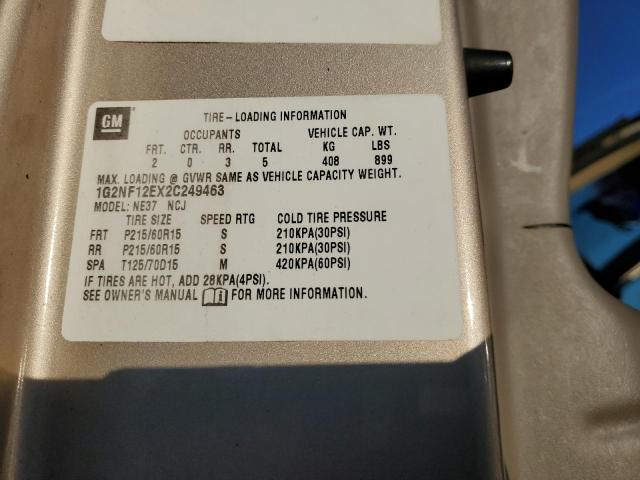 GM TIRE-LOADING INFORMATION
OCCUPANTS VEHICLE CAP. WT.
FRT. CTR. RR. TOTAL KG LBS
2 0 3 5 408 899
MAX. LOADING @ GVWR SAME AS VEHICLE CAPACITY WEIGHT.
1G2NF12EX2C249463
MODEL: NE37 NCJ
TIRE SIZE SPEED RTG COLD TIRE PRESSURE
FRT P215/60R15 S 210KPA(30PSI)
RR P215/60R15 S 210KPA(30PSI)
SPA T125/70D15 M 420KPA(60PSI)
IF TIRES ARE HOT, ADD 28KPA(4PSI).
SEE OWNER'S MANUAL FOR MORE INFORMATION.